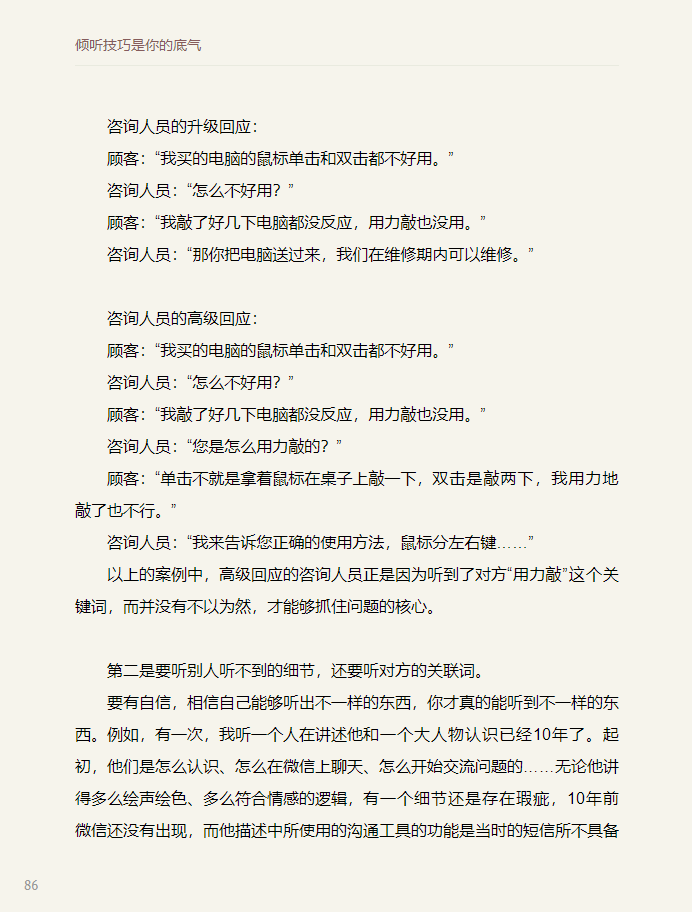 倾听技巧是你的底气
咨询人员的升级回应：
顾客：“我买的电脑的鼠标单击和双击都不好用。”
咨询人员：“怎么不好用？”
顾客：“我敲了好几下电脑都没反应，用力敲也没用。”
咨询人员：“那你把电脑送过来，我们在维修期内可以维修。”
咨询人员的高级回应：
顾客：“我买的电脑的鼠标单击和双击都不好用。”
咨询人员：“怎么不好用？”
顾客：“我敲了好几下电脑都没反应，用力敲也没用。”
咨询人员：“您是怎么用力敲的？”
顾客：“单击不就是拿着鼠标在桌子上敲一下，双击是敲两下，我用力地
敲了也不行。”
咨询人员：“我来告诉您正确的使用方法，鼠标分左右键……”
以上的案例中，高级回应的咨询人员正是因为听到了对方“用力敲”这个关
键词，而并没有不以为然，才能够抓住问题的核心。
第二是要听别人听不到的细节，还要听对方的关联词。
要有自信，相信自己能够听出不一样的东西，你才真的能听到不一样的东
西。例如，有一次，我听一个人在讲述他和一个大人物认识已经10年了。起
初，他们是怎么认识、怎么在微信上聊天、怎么开始交流问题的……无论他讲
得多么绘声绘色、多么符合情感的逻辑，有一个细节还是存在瑕疵，10年前
微信还没有出现，而他描述中所使用的沟通工具的功能是当时的短信所不具备
86